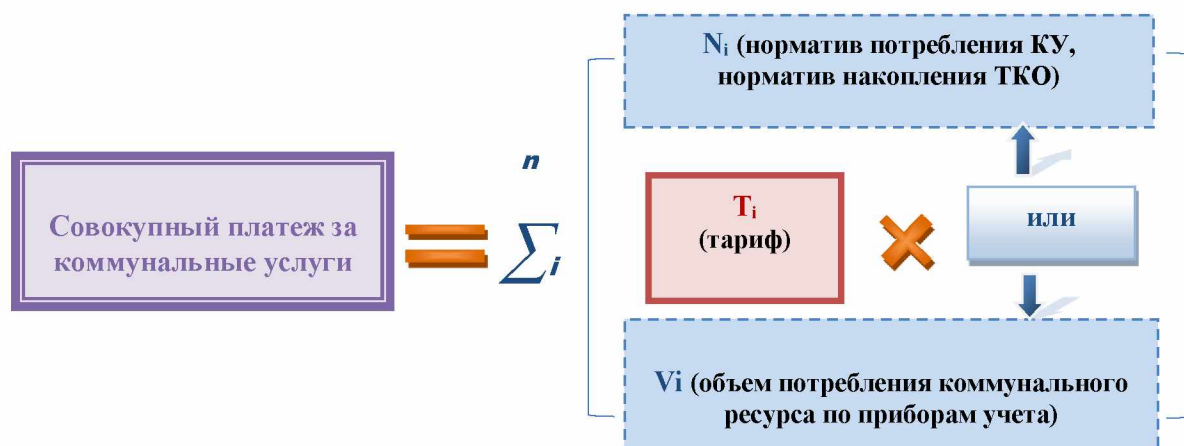 Nᵢ (норматив потребления КУ,
норматив накопления ТКО)
n
Совокупный платеж за
коммунальные услуги
=
∑i
Tᵢ
(тариф)
×
или
Vi (объем потребления коммунального
ресурса по приборам учета)